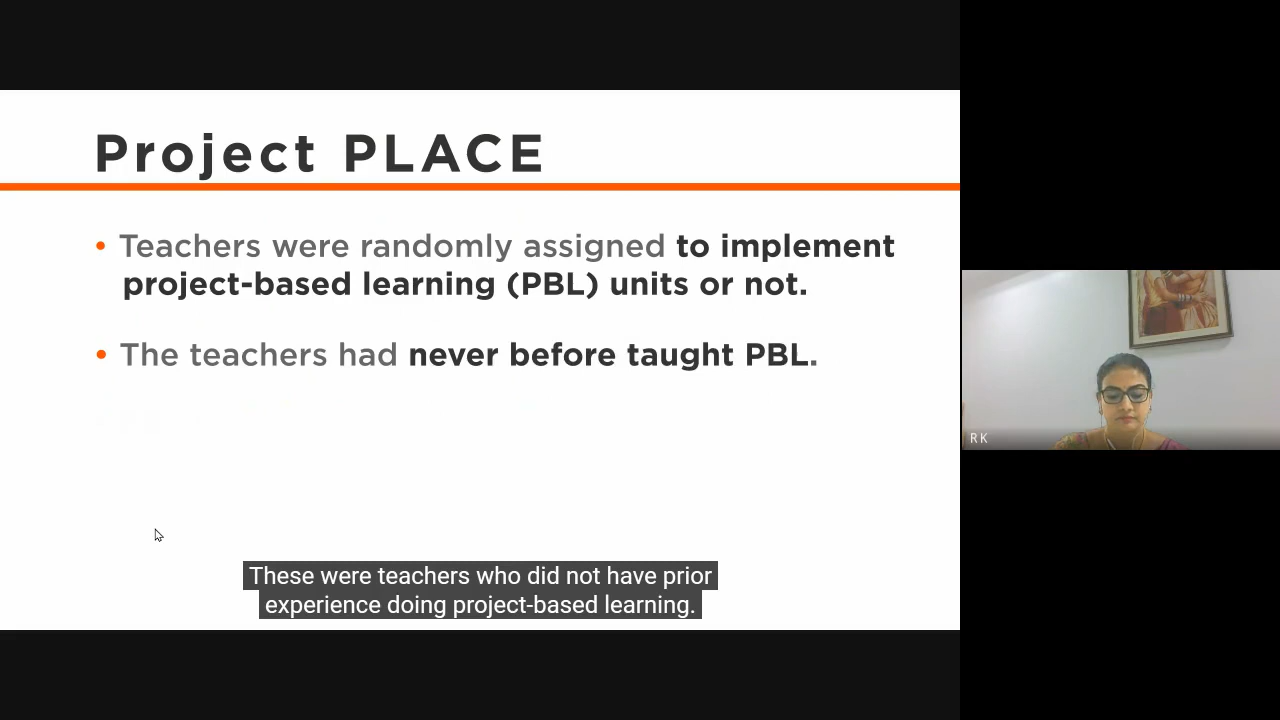 Project PLACE
• Teachers were randomly assigned to implement
project-based learning (PBL) units or not.
• The teachers had never before taught PBL.
These were teachers who did not have prior
experience doing project-based learning.
RK